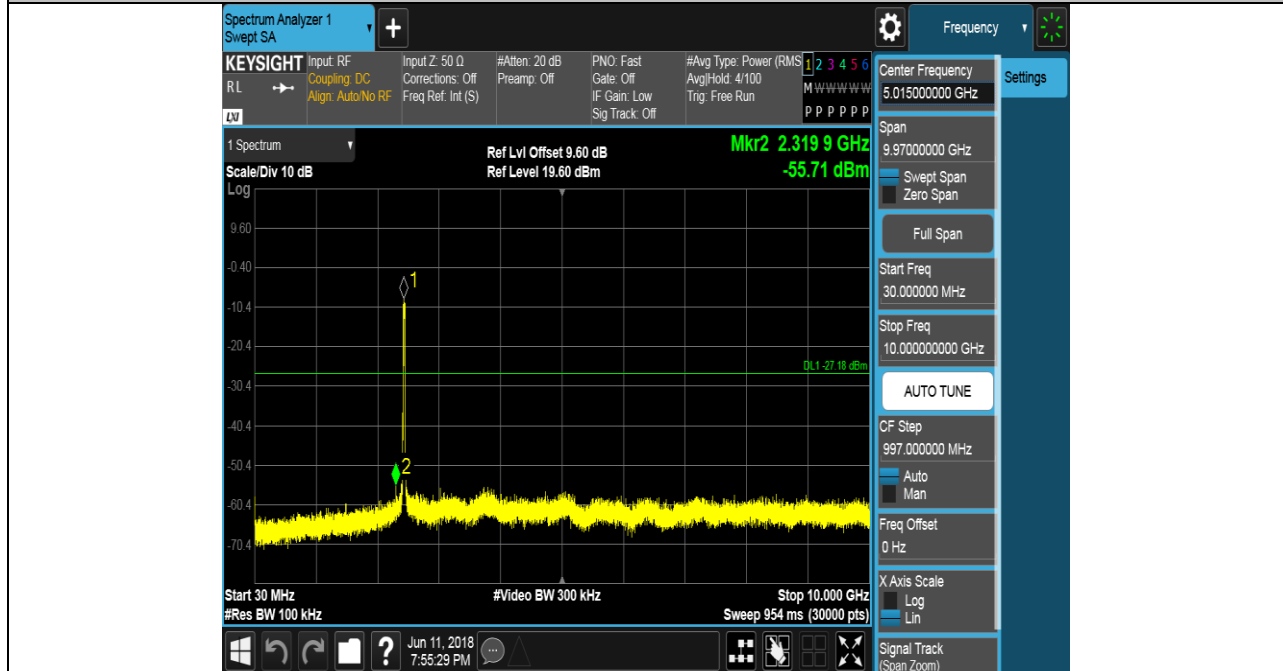 Spectrum Analyzer 1
Swept SA
+
Frequency
KEYSIGHT
RL
LXI
Input: RF
Coupling: DC
Align: Auto/No RF
Input Z: 50 Ω
Corrections: Off
Freq Ref: Int (S)
#Atten: 20 dB
Preamp: Off
PNO: Fast
Gate: Off
IF Gain: Low
Sig Track: Off
#Avg Type: Power (RMS
Avg|Hold: 4/100
Trig: Free Run
1 2 3 4 5 6
M W W W W W
P P P P P P
1 Spectrum
Scale/Div 10 dB
Ref Lvl Offset 9.60 dB
Ref Level 19.60 dBm
Mkr2 2.319 9 GHz
-55.71 dBm
Log
9.60
-0.40
-10.4
-20.4
-30.4
-40.4
-50.4
-60.4
-70.4
1
2
DL1 -27.18 dBm
Start 30 MHz
#Res BW 100 kHz
#Video BW 300 kHz
Stop 10.000 GHz
Sweep 954 ms (30000 pts)
?
Jun 11, 2018
7:55:29 PM
Center Frequency
5.015000000 GHz
Settings
Span
9.97000000 GHz
Swept Span
Zero Span
Full Span
Start Freq
30.000000 MHz
Stop Freq
10.000000000 GHz
AUTO TUNE
CF Step
997.000000 MHz
Auto
Man
Freq Offset
0 Hz
X Axis Scale
Log
Lin
Signal Track
(Span Zoom)